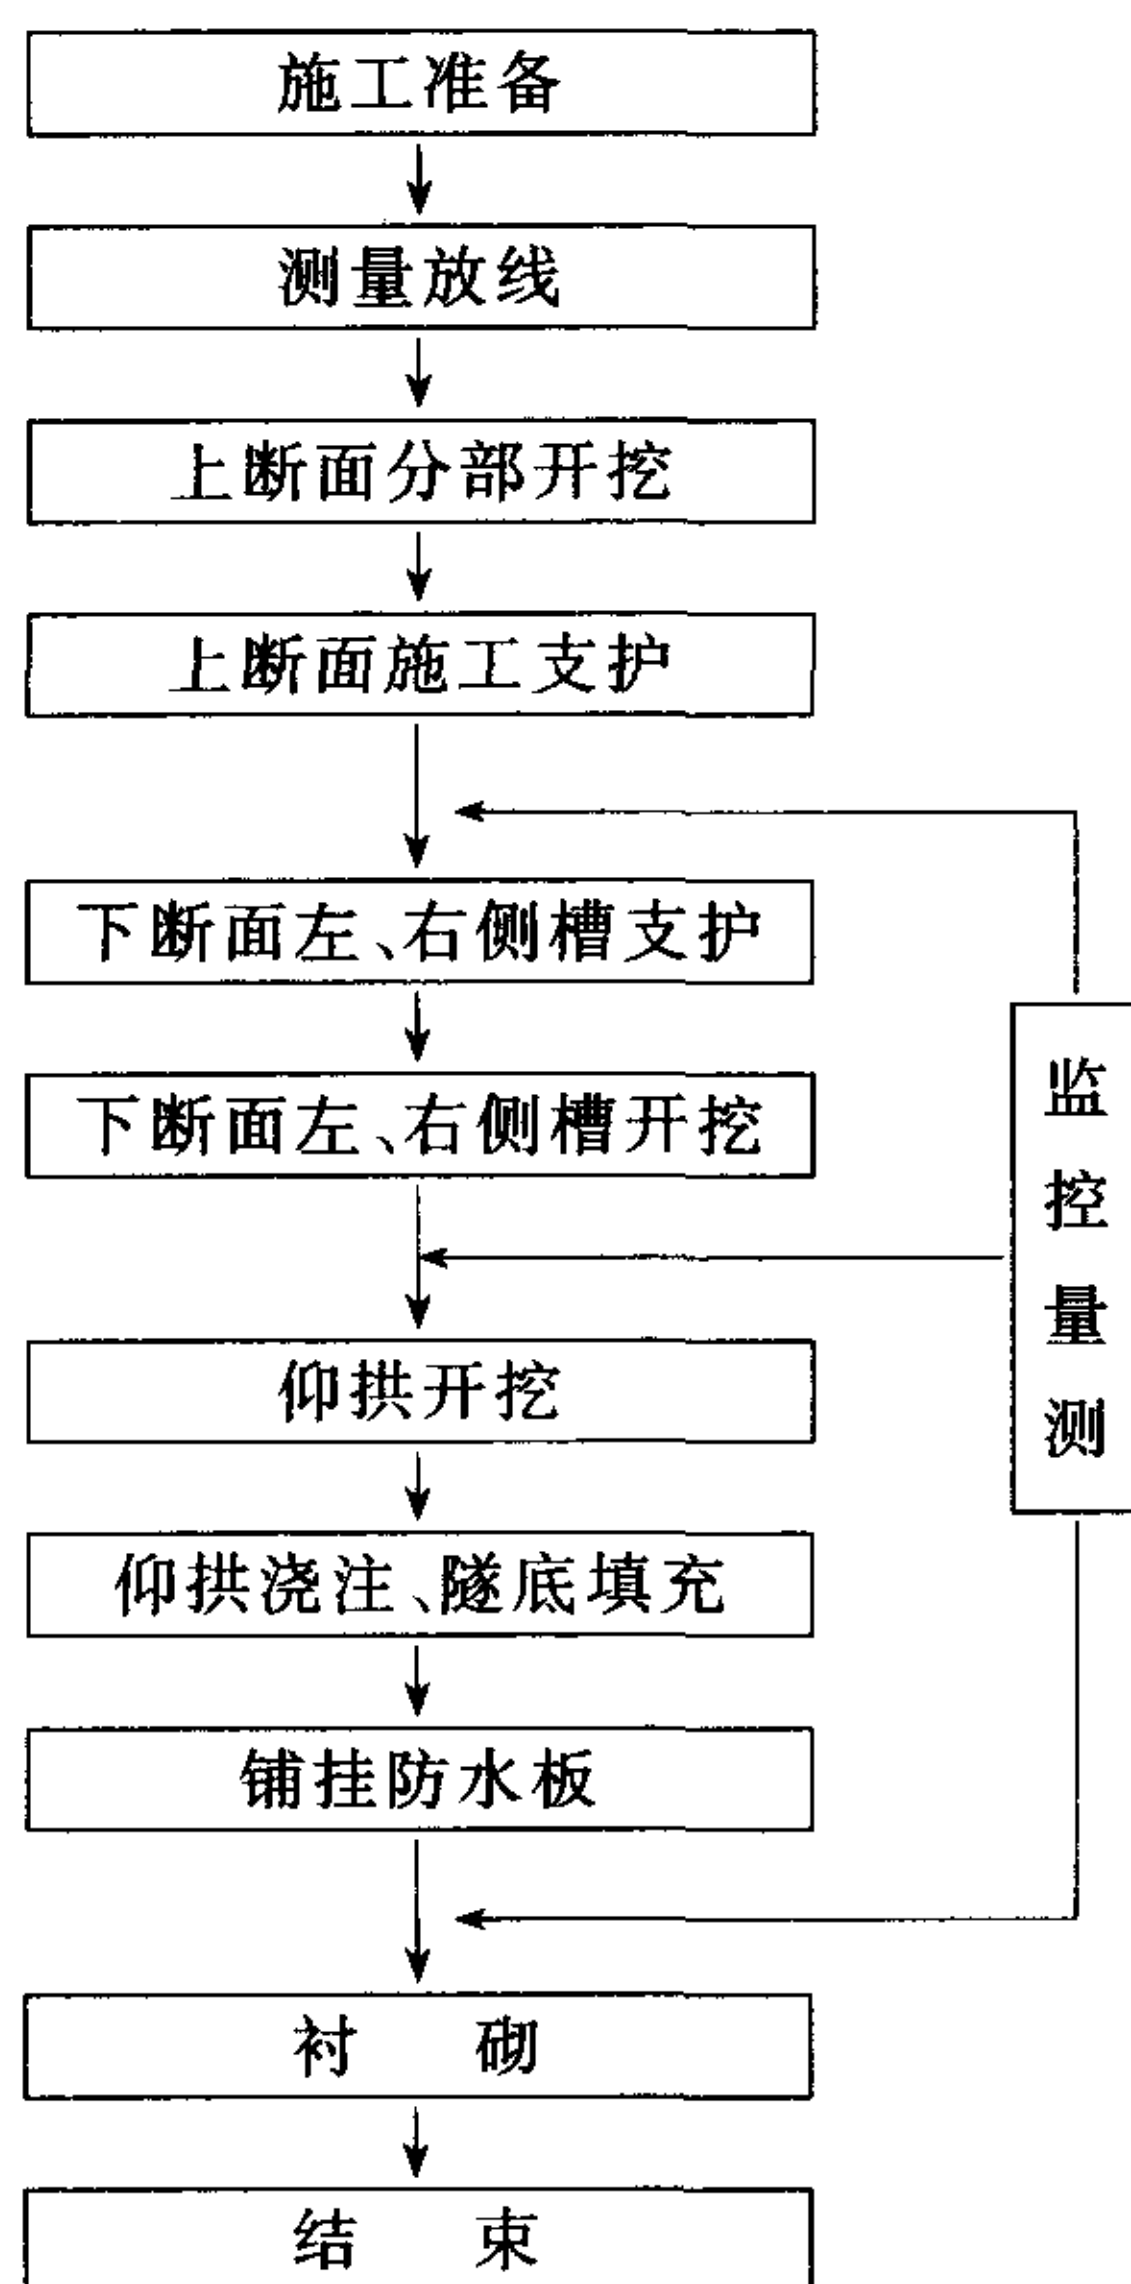 施工准备
测量放线
上断面分部开挖
上断面施工支护
下断面左、右侧槽支护
下断面左、右侧槽开挖
仰拱开挖
仰拱浇注、隧底填充
铺挂防水板
衬砌
结束
监控量测